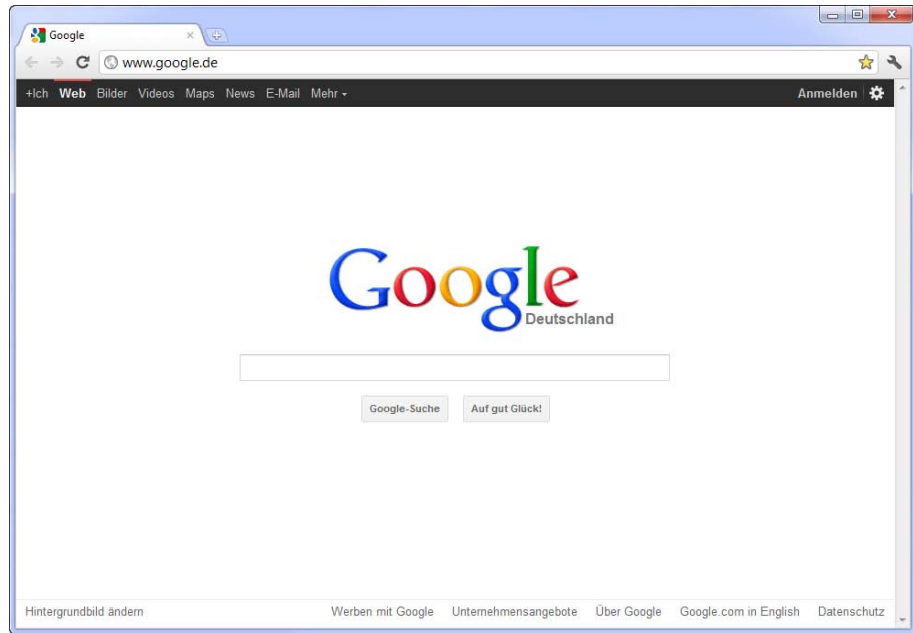 Google
www.google.de
+Ich Web Bilder Videos Maps News E-Mail Mehr
Anmelden
Google
Deutschland
Google-Suche Auf gut Glück!
Hintergrundbild ändern Werben mit Google Unternehmensangebote Über Google Google.com in English Datenschutz